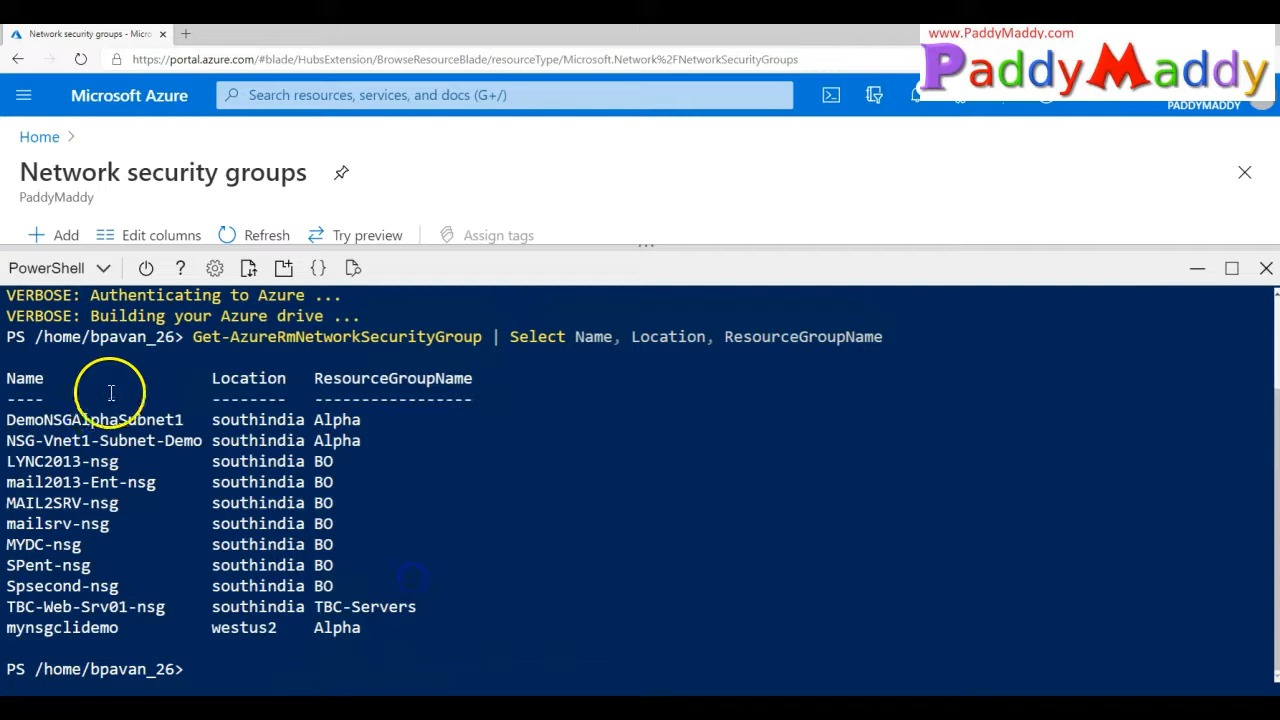 Network security groups - Micro
www.PaddyMaddy.com
https://portal.azure.com/#blade/HubsExtension/BrowseResourceBlade/resourceType/Microsoft.Network%2FNetworkSecurityGroups
PaddyMaddy
Microsoft Azure
Search resources, services, and docs (G+/)
PADDYMADDY
Home
Network security groups
PaddyMaddy
Add
Edit columns
Refresh
Try preview
Assign tags
PowerShell
VERBOSE: Authenticating to Azure ...
VERBOSE: Building your Azure drive ...
PS /home/bpavan_26> Get-AzureRmNetworkSecurityGroup | Select Name, Location, ResourceGroupName
Name Location ResourceGroupName
---- -------- -----------------
DemoNSGAlphaSubnet1 southindia Alpha
NSG-Vnet1-Subnet-Demo southindia Alpha
LYNC2013-nsg southindia BO
mail2013-Ent-nsg southindia BO
MAIL2SRV-nsg southindia BO
mailsrv-nsg southindia BO
MYDC-nsg southindia BO
SPent-nsg southindia BO
Spsecond-nsg southindia BO
TBC-Web-Srv01-nsg southindia TBC-Servers
mynsgclidemo westus2 Alpha
PS /home/bpavan_26>